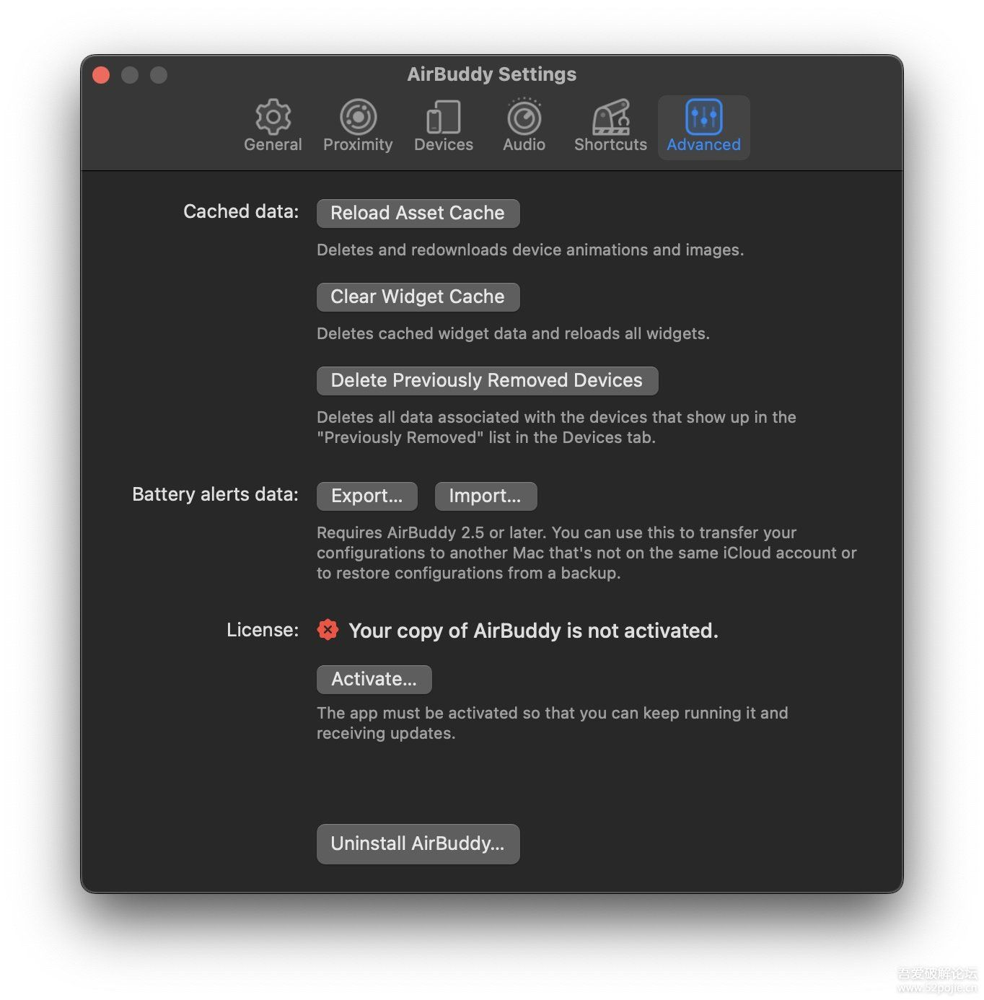 AirBuddy Settings
General Proximity Devices Audio Shortcuts Advanced
Cached data: Reload Asset Cache
Deletes and redownloads device animations and images.
Clear Widget Cache
Deletes cached widget data and reloads all widgets.
Delete Previously Removed Devices
Deletes all data associated with the devices that show up in the
"Previously Removed" list in the Devices tab.
Battery alerts data: Export... Import...
Requires AirBuddy 2.5 or later. You can use this to transfer your
configurations to another Mac that's not on the same iCloud account or
to restore configurations from a backup.
License: Your copy of AirBuddy is not activated.
Activate...
The app must be activated so that you can keep running it and
receiving updates.
Uninstall AirBuddy...
吾爱破解论坛
www.52pojie.cn